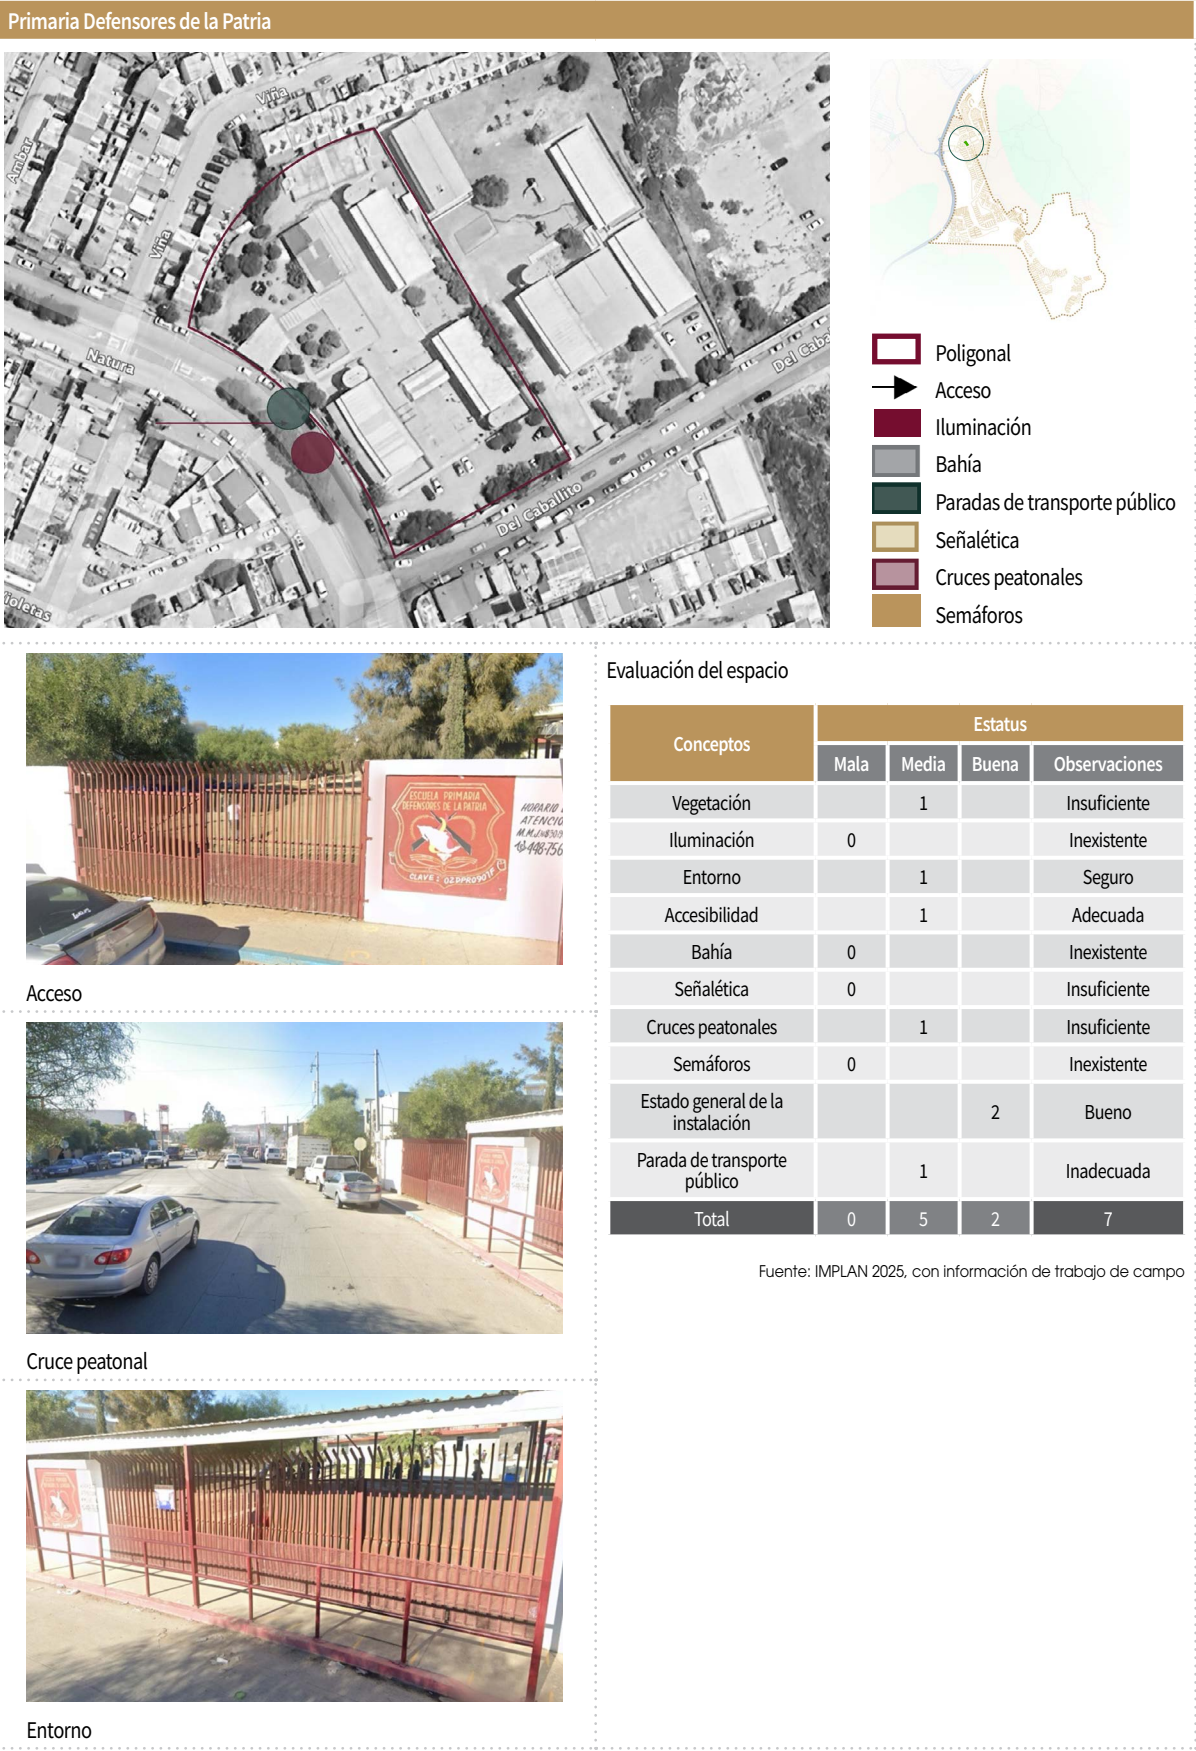 Primaria Defensores de la Patria
Viña
Ambar
Viña
Natura
Del Caballito
Del Caba
Violetas
Poligonal
Acceso
Iluminación
Bahía
Paradas de transporte público
Señalética
Cruces peatonales
Semáforos
ESCUELA PRIMARIA
DEFENSORES DE LA PATRIA
HORARIO
ATENCIO
Acceso
Cruce peatonal
Entorno
Evaluación del espacio
Conceptos Estatus
Mala Media Buena Observaciones
Vegetación 1 Insuficiente
Iluminación 0 Inexistente
Entorno 1 Seguro
Accesibilidad 1 Adecuada
Bahía 0 Inexistente
Señalética 0 Insuficiente
Cruces peatonales 1 Insuficiente
Semáforos 0 Inexistente
Estado general de la
instalación 2 Bueno
Parada de transporte
público 1 Inadecuada
Total 0 5 2 7
Fuente: IMPLAN 2025, con información de trabajo de campo